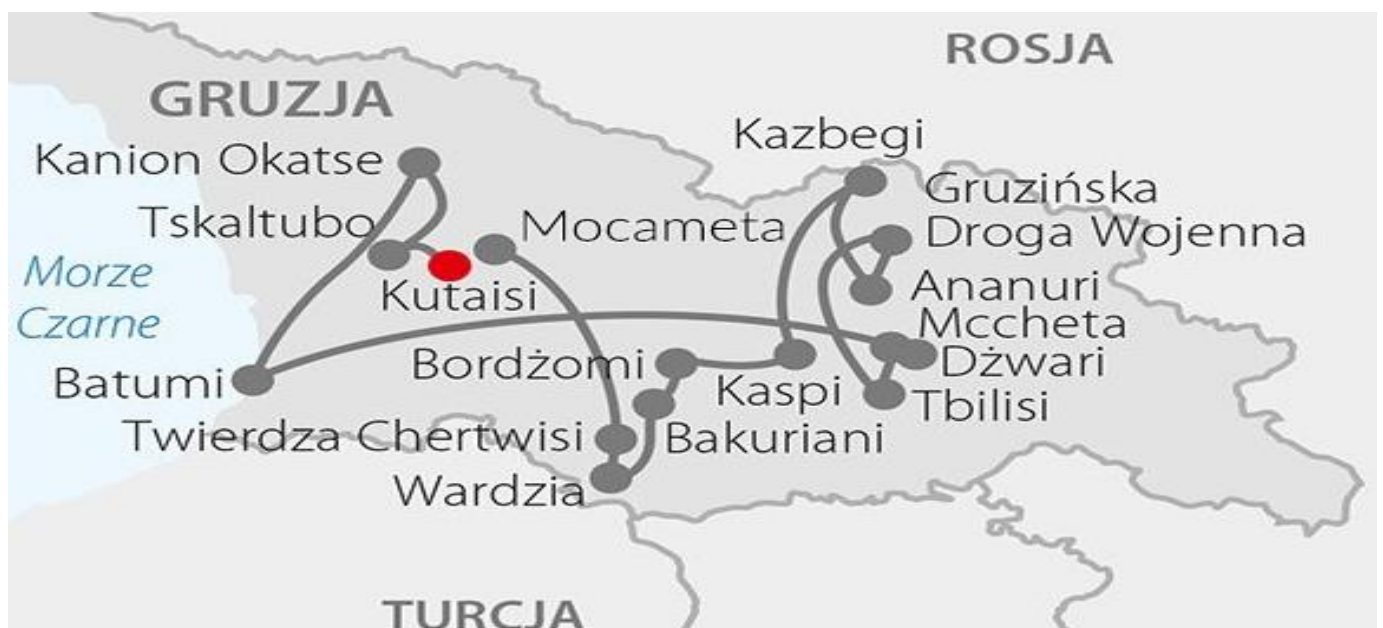 ROSJA
GRUZJA
Kazbegi
Kanion Okatse
Gruzińska
Droga Wojenna
Tskaltubo
Mocameta
Morze
Czarne
Kutaisi
Ananuri
Mccheta
Bordżomi
Dżwari
Batumi
Kaspi
Tbilisi
Twierdza Chertwisi
Bakuriani
Wardzia
TURCJA